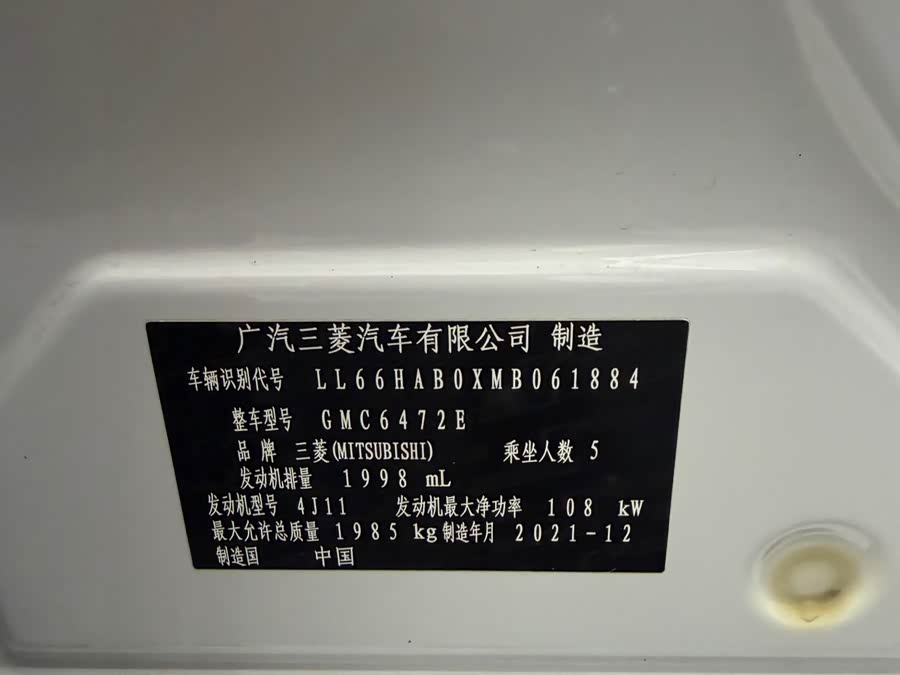 广汽三菱汽车有限公司 制造
车辆识别代号 LL66HAB0XMB061884
整车型号 GMC6472E
品牌 三菱(MITSUBISHI) 乘坐人数 5
发动机排量 1998 mL
发动机型号 4J11 发动机最大净功率 108 kW
最大允许总质量 1985 kg 制造年月 2021-12
制造国 中国